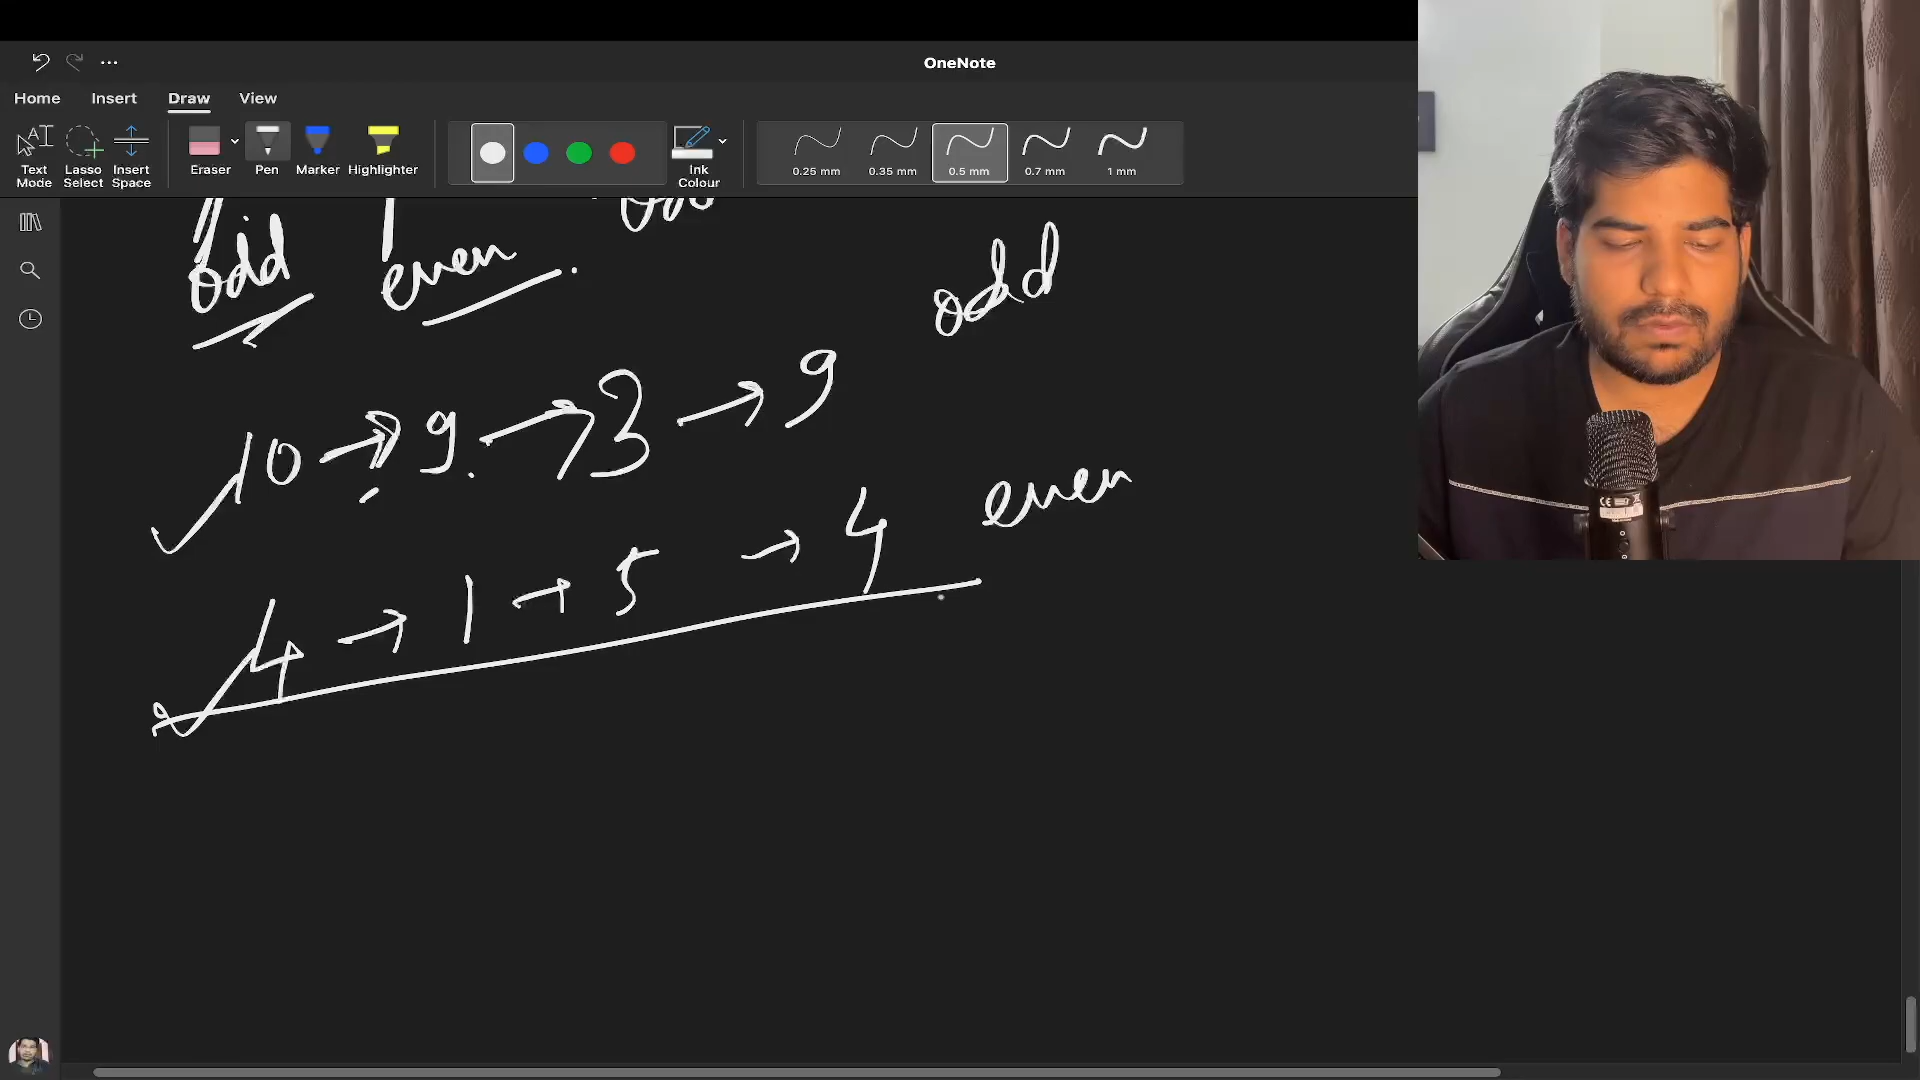 OneNote
Home Insert Draw View
Text Mode Lasso Select Insert Space Eraser Pen Marker Highlighter Ink Colour 0.25 mm 0.35 mm 0.5 mm 0.7 mm 1 mm
odd even
odd
10 → 9 → 3 → 9
even
4 → 1 → 5 → 4